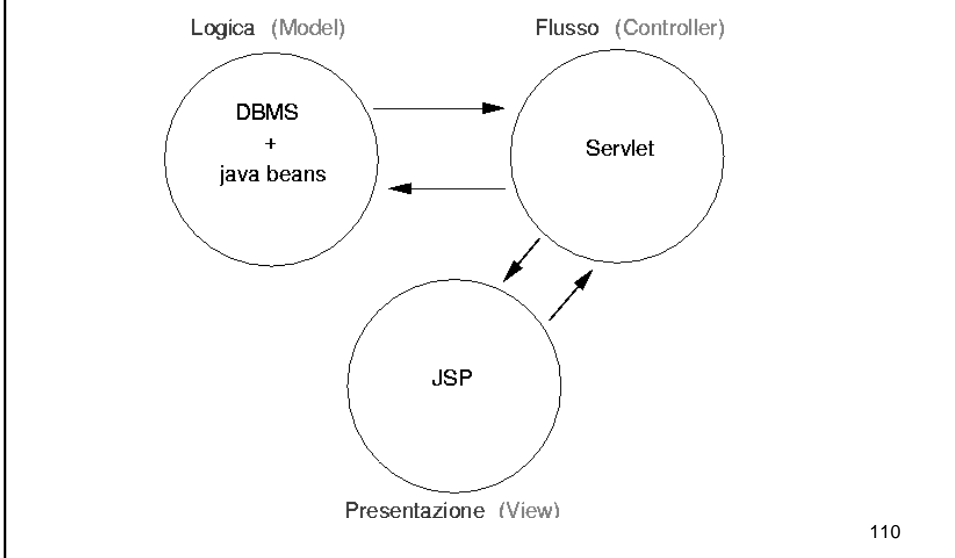 Logica (Model)
Flusso (Controller)
DBMS
+
java beans
Servlet
JSP
Presentazione (View)
110